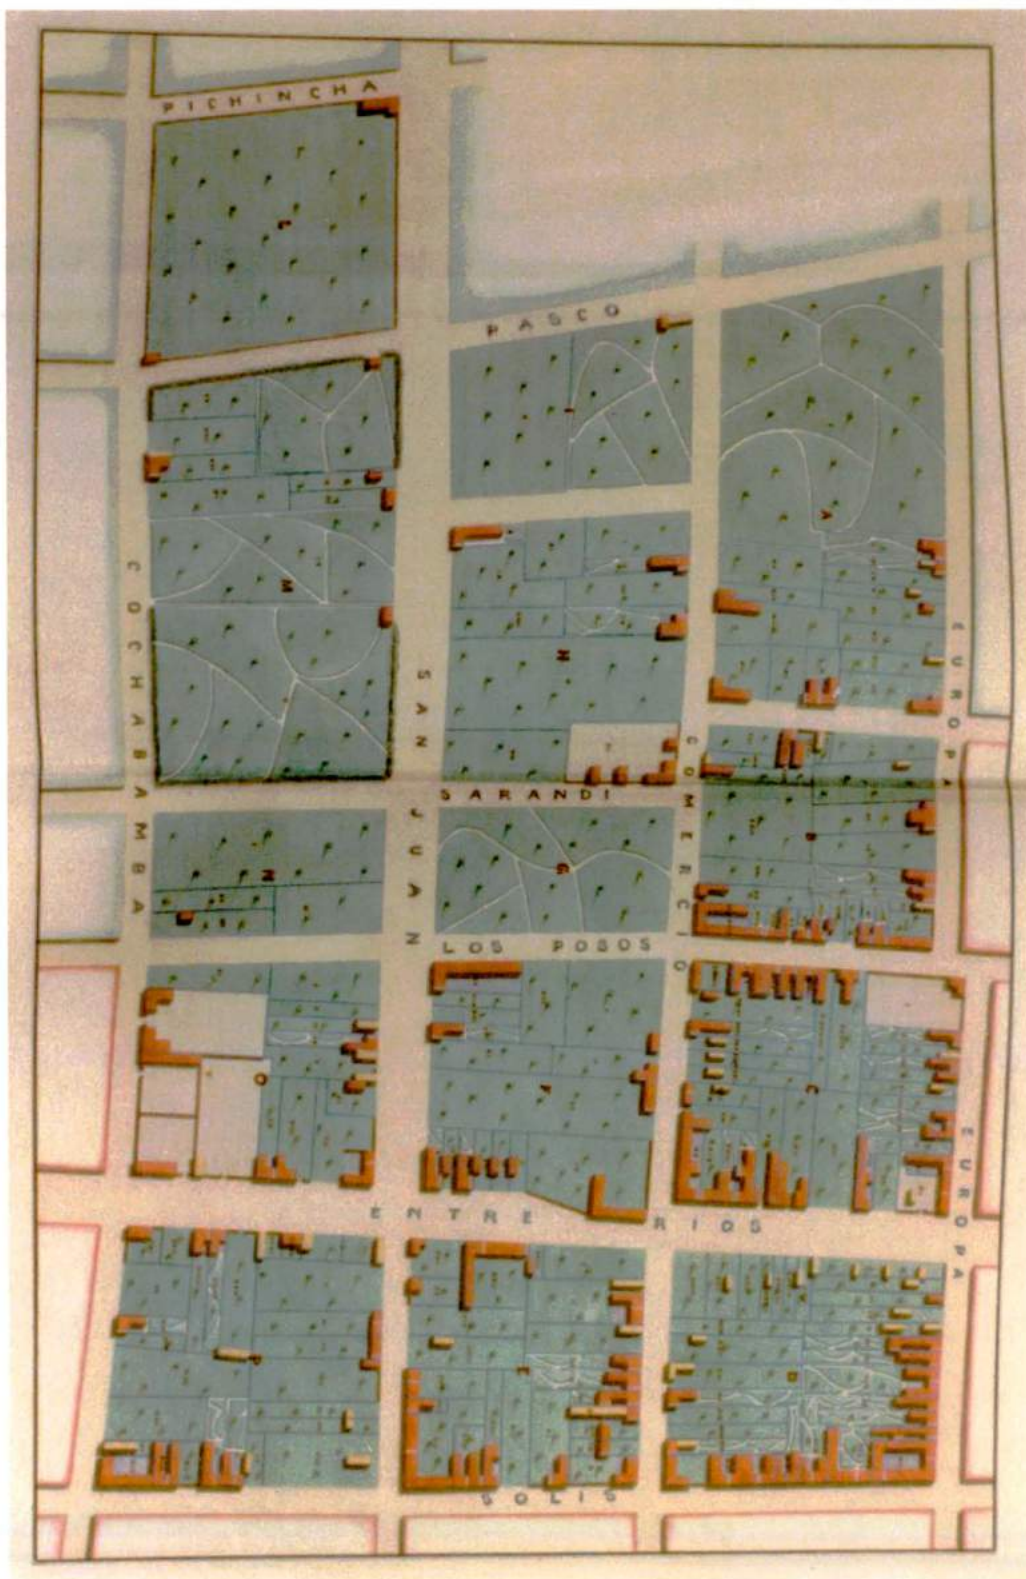 PICHINCHA
PASCO
COCHABAMBA
SAN JUAN
COMERCIO
EUROPA
SARANDI
LOS POSOS
EUROPA
ENTRE RIOS
SOLIS
A
M
H
G
C
O
F
E